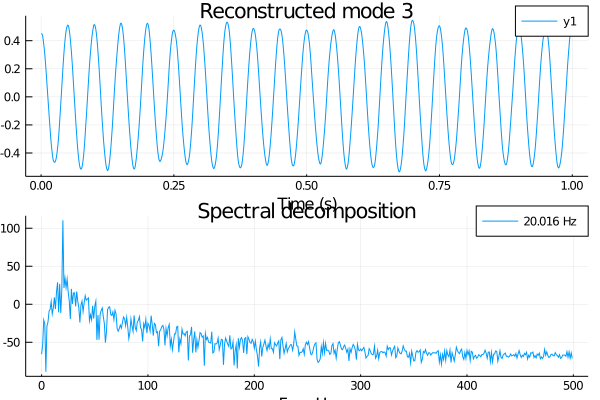 Reconstructed mode 3
y1
0.4
0.2
0.0
-0.2
-0.4
0.00 0.25 0.50 0.75 1.00
Time (s)
Spectral decomposition
20.016 Hz
100
50
0
-50
0 100 200 300 400 500